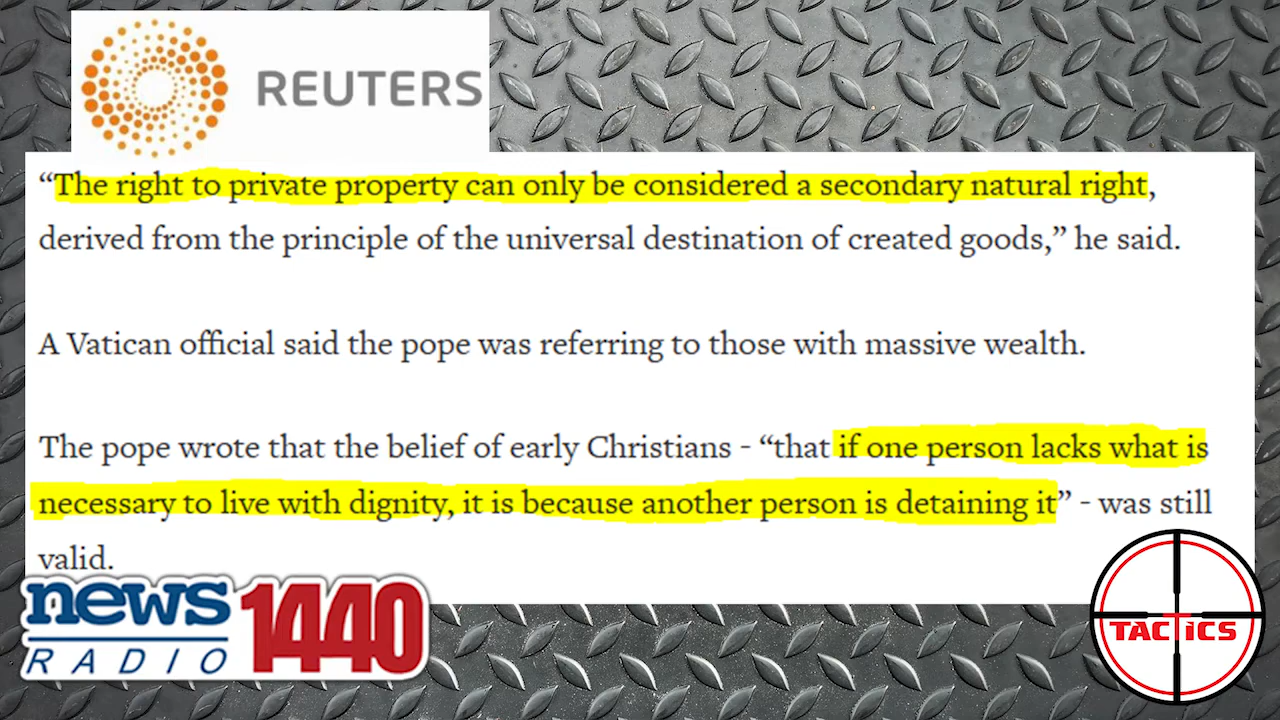 REUTERS
“The right to private property can only be considered a secondary natural right,
derived from the principle of the universal destination of created goods,” he said.
A Vatican official said the pope was referring to those with massive wealth.
The pope wrote that the belief of early Christians - “that if one person lacks what is
necessary to live with dignity, it is because another person is detaining it” - was still
valid.
news 1440
RADIO
TACTICS